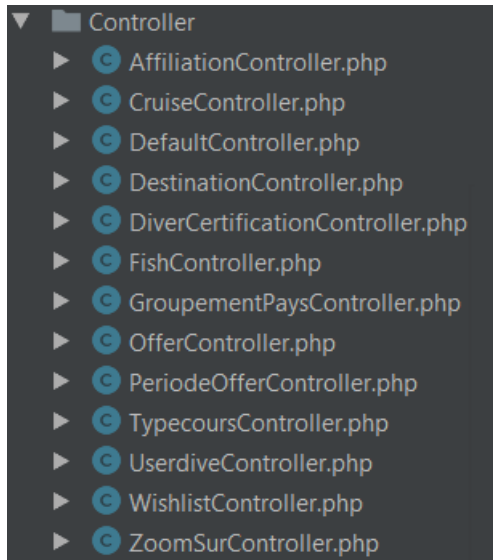 Controller
C AffiliationController.php
C CruiseController.php
C DefaultController.php
C DestinationController.php
C DiverCertificationController.php
C FishController.php
C GroupementPaysController.php
C OfferController.php
C PeriodeOfferController.php
C TypecoursController.php
C UserdiveController.php
C WishlistController.php
C ZoomSurController.php